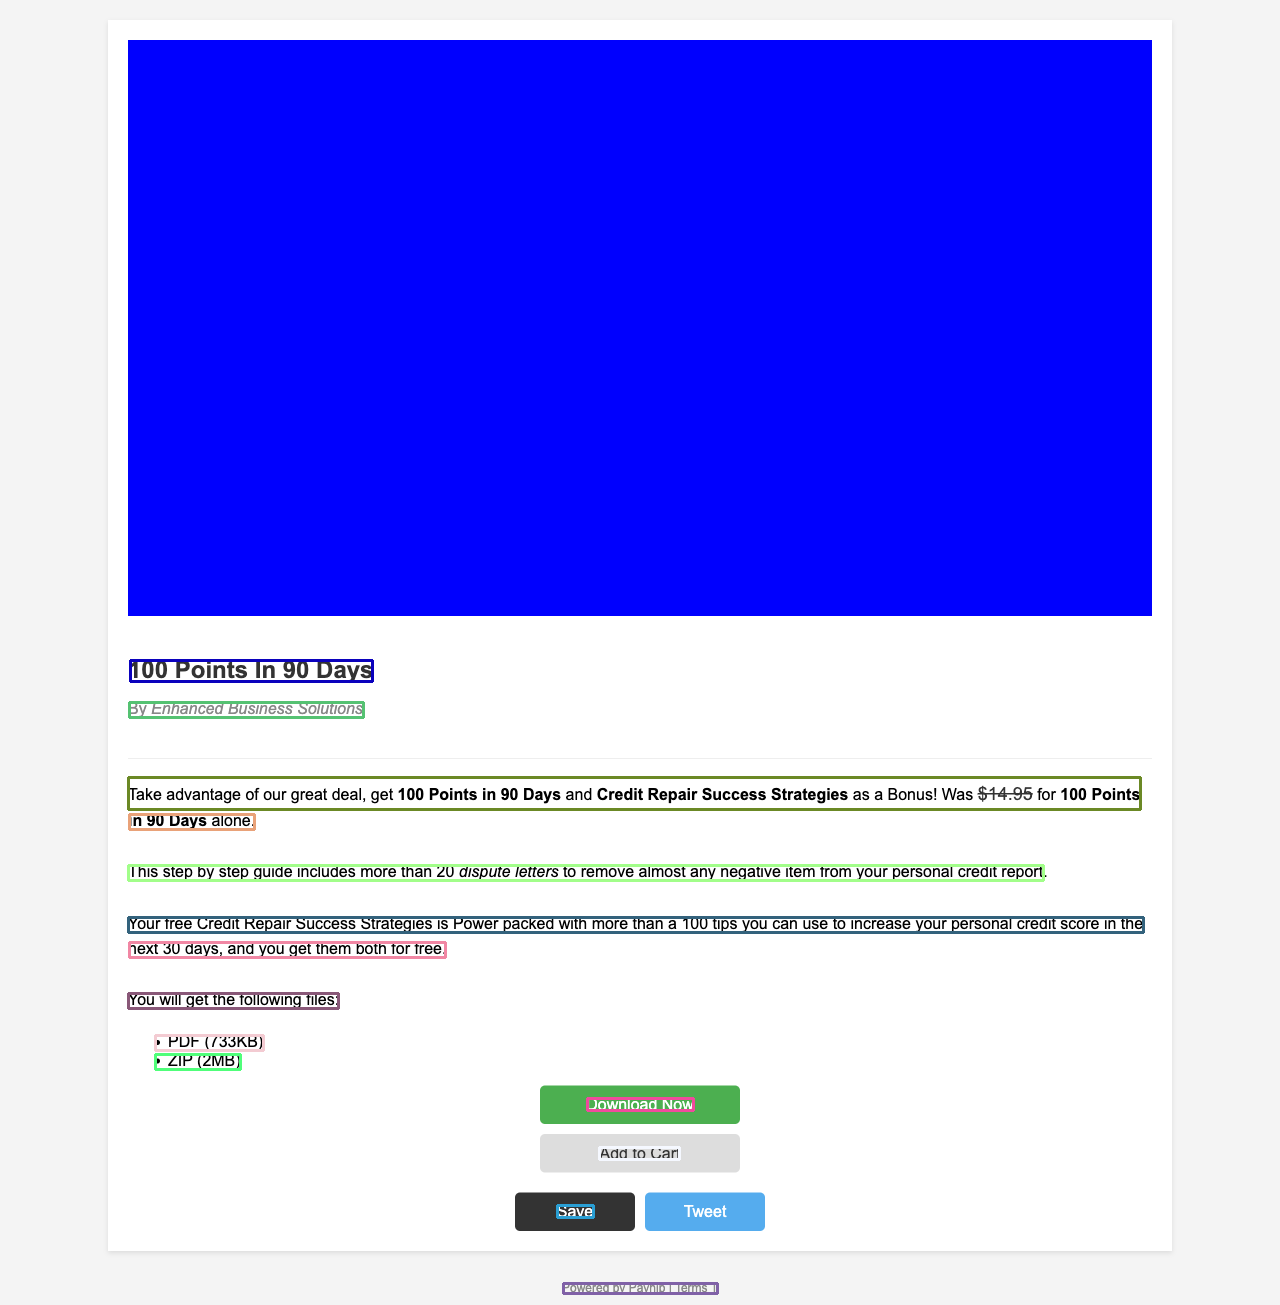 100 Points In 90 Days
By Enhanced Business Solutions
Take advantage of our great deal, get 100 Points in 90 Days and Credit Repair Success Strategies as a Bonus! Was $14.95 for 100 Points
in 90 Days alone.
This step by step guide includes more than 20 dispute letters to remove almost any negative item from your personal credit report.
Your free Credit Repair Success Strategies is Power packed with more than a 100 tips you can use to increase your personal credit score in the
next 30 days, and you get them both for free.
You will get the following files:
• PDF (733KB)
• ZIP (2MB)
Download Now
Add to Cart
Save Tweet
Powered by Payhip | Terms